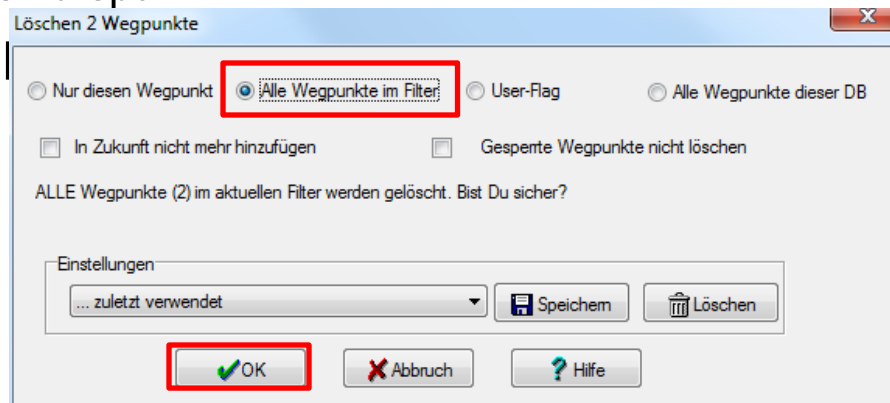 Löschen 2 Wegpunkte
Nur diesen Wegpunkt Alle Wegpunkte im Filter User-Flag Alle Wegpunkte dieser DB
In Zukunft nicht mehr hinzufügen Gesperrte Wegpunkte nicht löschen
ALLE Wegpunkte (2) im aktuellen Filter werden gelöscht. Bist Du sicher?
Einstellungen
... zuletzt verwendet Speichern Löschen
OK Abbruch Hilfe